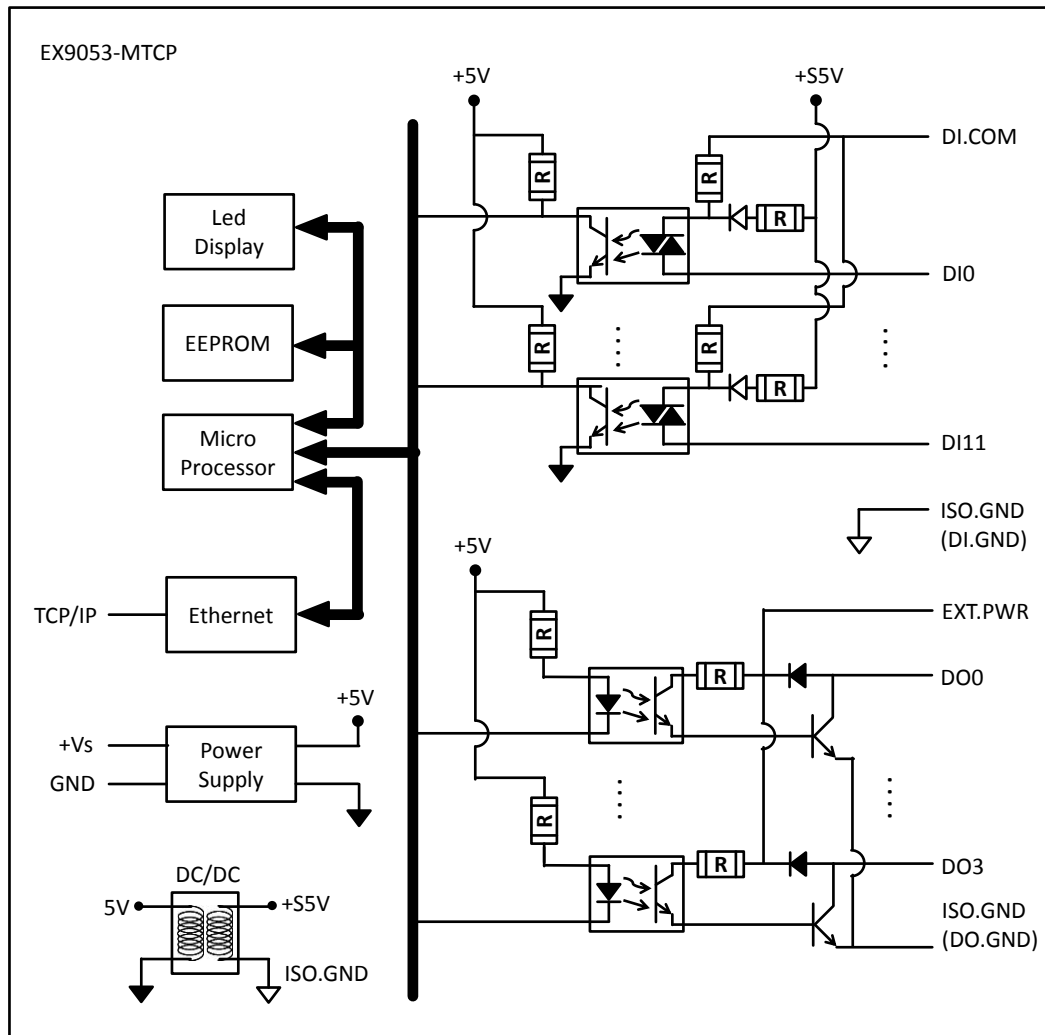 EX9053-MTCP
+5V
+S5V
DI.COM
R
R
R
DI0
Led
Display
EEPROM
R
R
R
DI11
Micro
Processor
ISO.GND
(DI.GND)
+5V
TCP/IP
Ethernet
EXT.PWR
R
R
DO0
+5V
+Vs
Power
Supply
GND
R
R
DO3
DC/DC
5V
+S5V
ISO.GND
ISO.GND
(DO.GND)